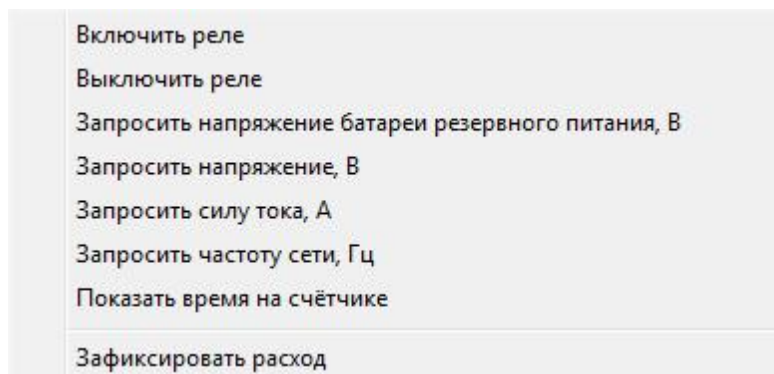 Включить реле
Выключить реле
Запросить напряжение батареи резервного питания, В
Запросить напряжение, В
Запросить силу тока, А
Запросить частоту сети, Гц
Показать время на счётчике
Зафиксировать расход